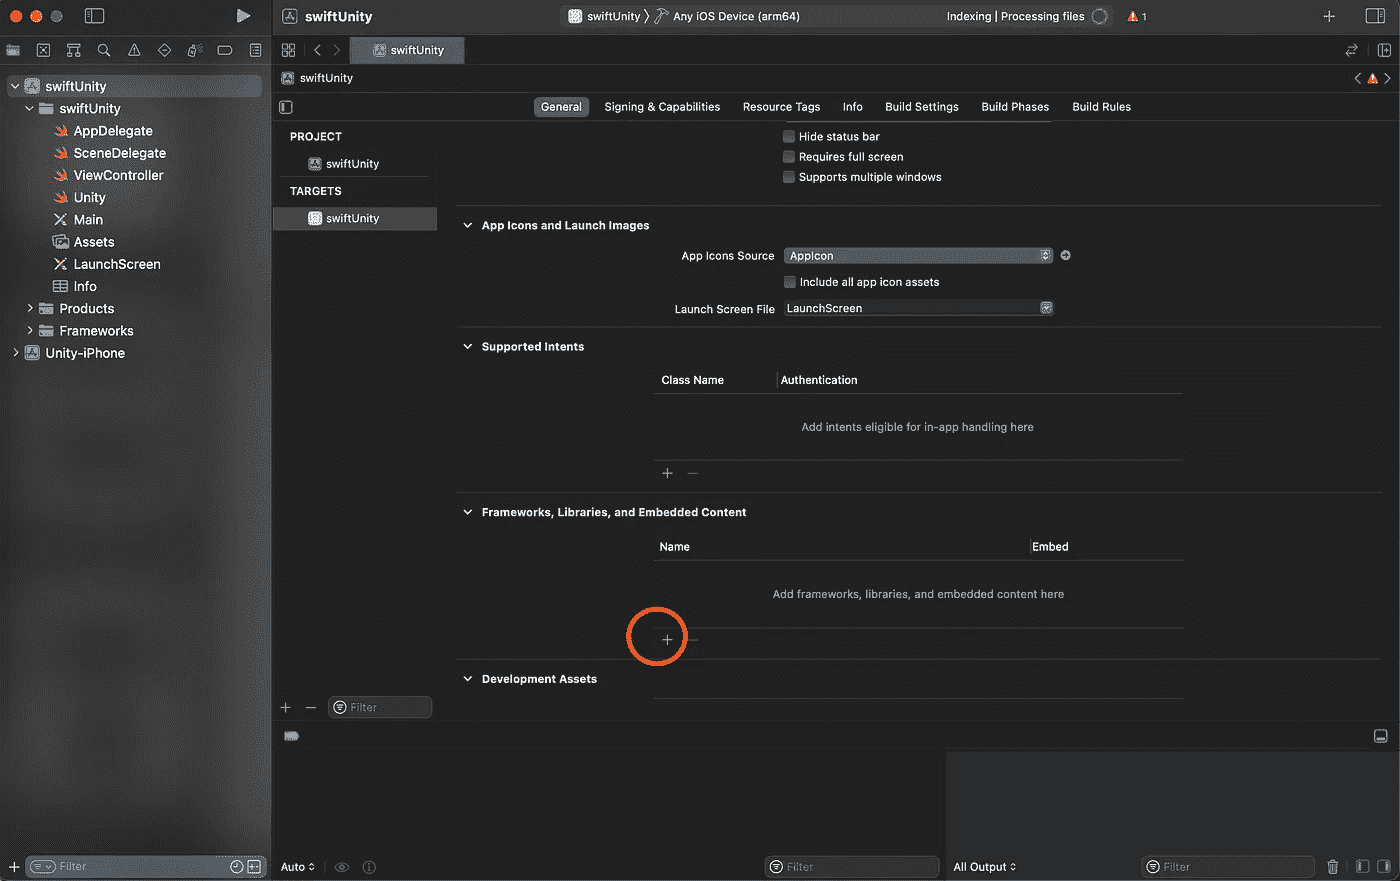 swiftUnity
swiftUnity
Any iOS Device (arm64)
Indexing | Processing files
1
swiftUnity
swiftUnity
swiftUnity
swiftUnity
AppDelegate
SceneDelegate
ViewController
Unity
Main
Assets
LaunchScreen
Info
Products
Frameworks
Unity-iPhone
General
Signing & Capabilities
Resource Tags
Info
Build Settings
Build Phases
Build Rules
PROJECT
swiftUnity
TARGETS
swiftUnity
Hide status bar
Requires full screen
Supports multiple windows
App Icons and Launch Images
App Icons Source
AppIcon
Include all app icon assets
Launch Screen File
LaunchScreen
Supported Intents
Class Name
Authentication
Add intents eligible for in-app handling here
Frameworks, Libraries, and Embedded Content
Name
Embed
Add frameworks, libraries, and embedded content here
Development Assets
Filter
Filter
Auto
Filter
All Output
Filter